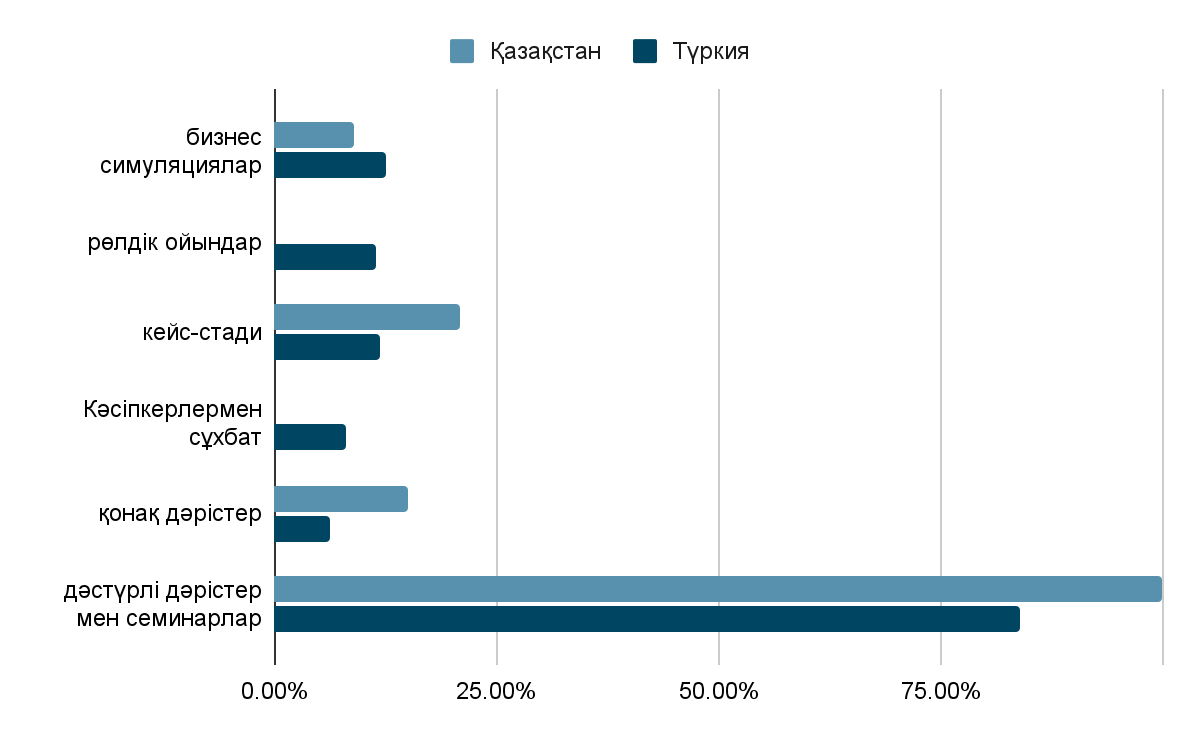 Қазақстан Түркия
бизнес
симуляциялар
рөлдік ойындар
кейс-стади
Кәсіпкерлермен
сұхбат
қонақ дәрістер
дәстүрлі дәрістер
мен семинарлар
0.00% 25.00% 50.00% 75.00%